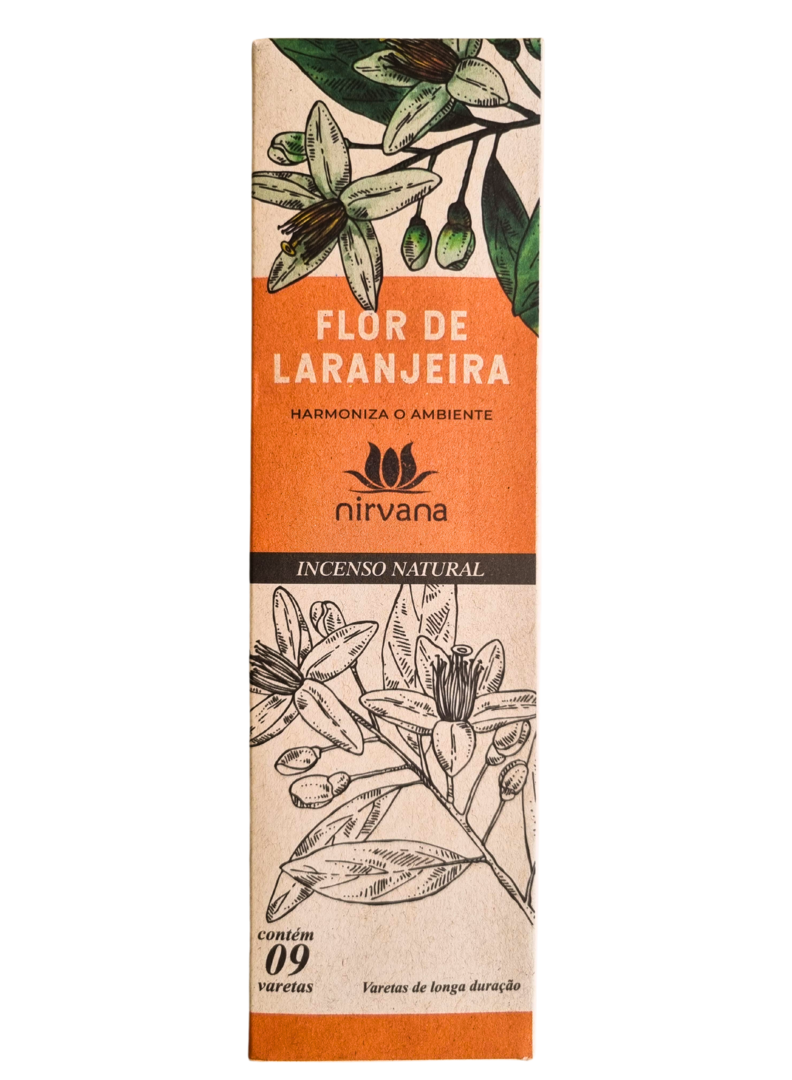 FLOR DE
LARANJEIRA
HARMONIZA O AMBIENTE
nirvana
INCENSO NATURAL
contém
09
varetas
Varetas de longa duração